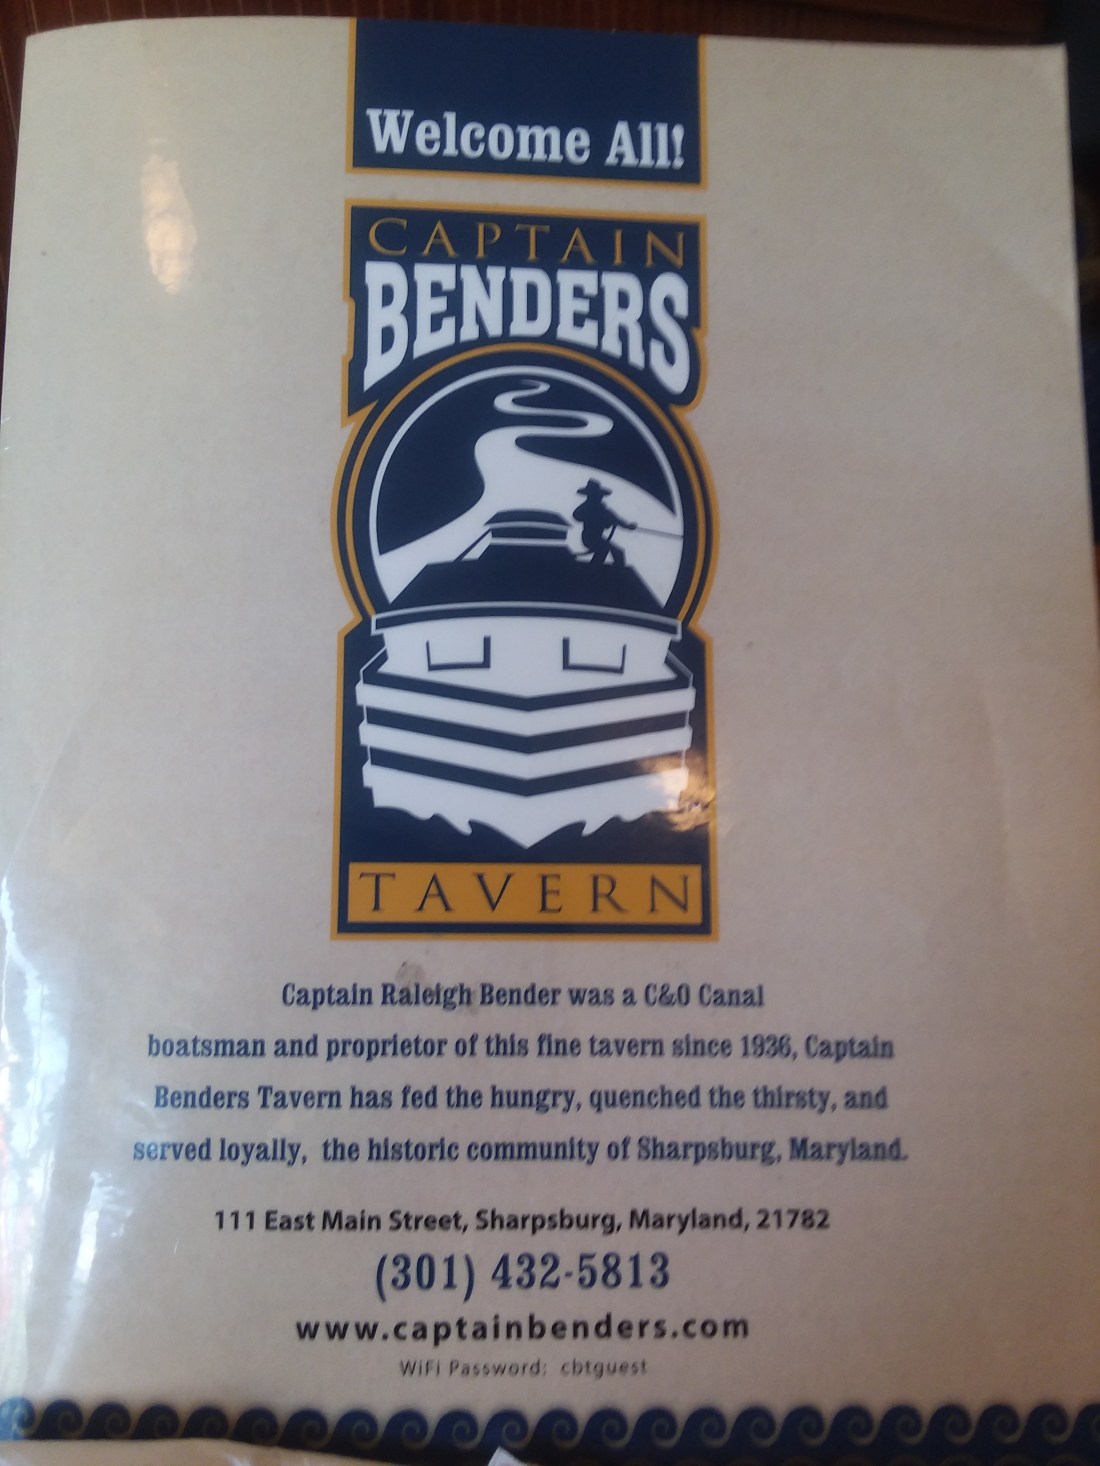 Welcome All!
CAPTAIN
BENDERS
TAVERN
Captain Raleigh Bender was a C&O Canal
boatsman and proprietor of this fine tavern since 1936, Captain
Benders Tavern has fed the hungry, quenched the thirsty, and
served loyally, the historic community of Sharpsburg, Maryland.
111 East Main Street, Sharpsburg, Maryland, 21782
(301) 432-5813
www.captainbenders.com
WiFi Password: cbtguest